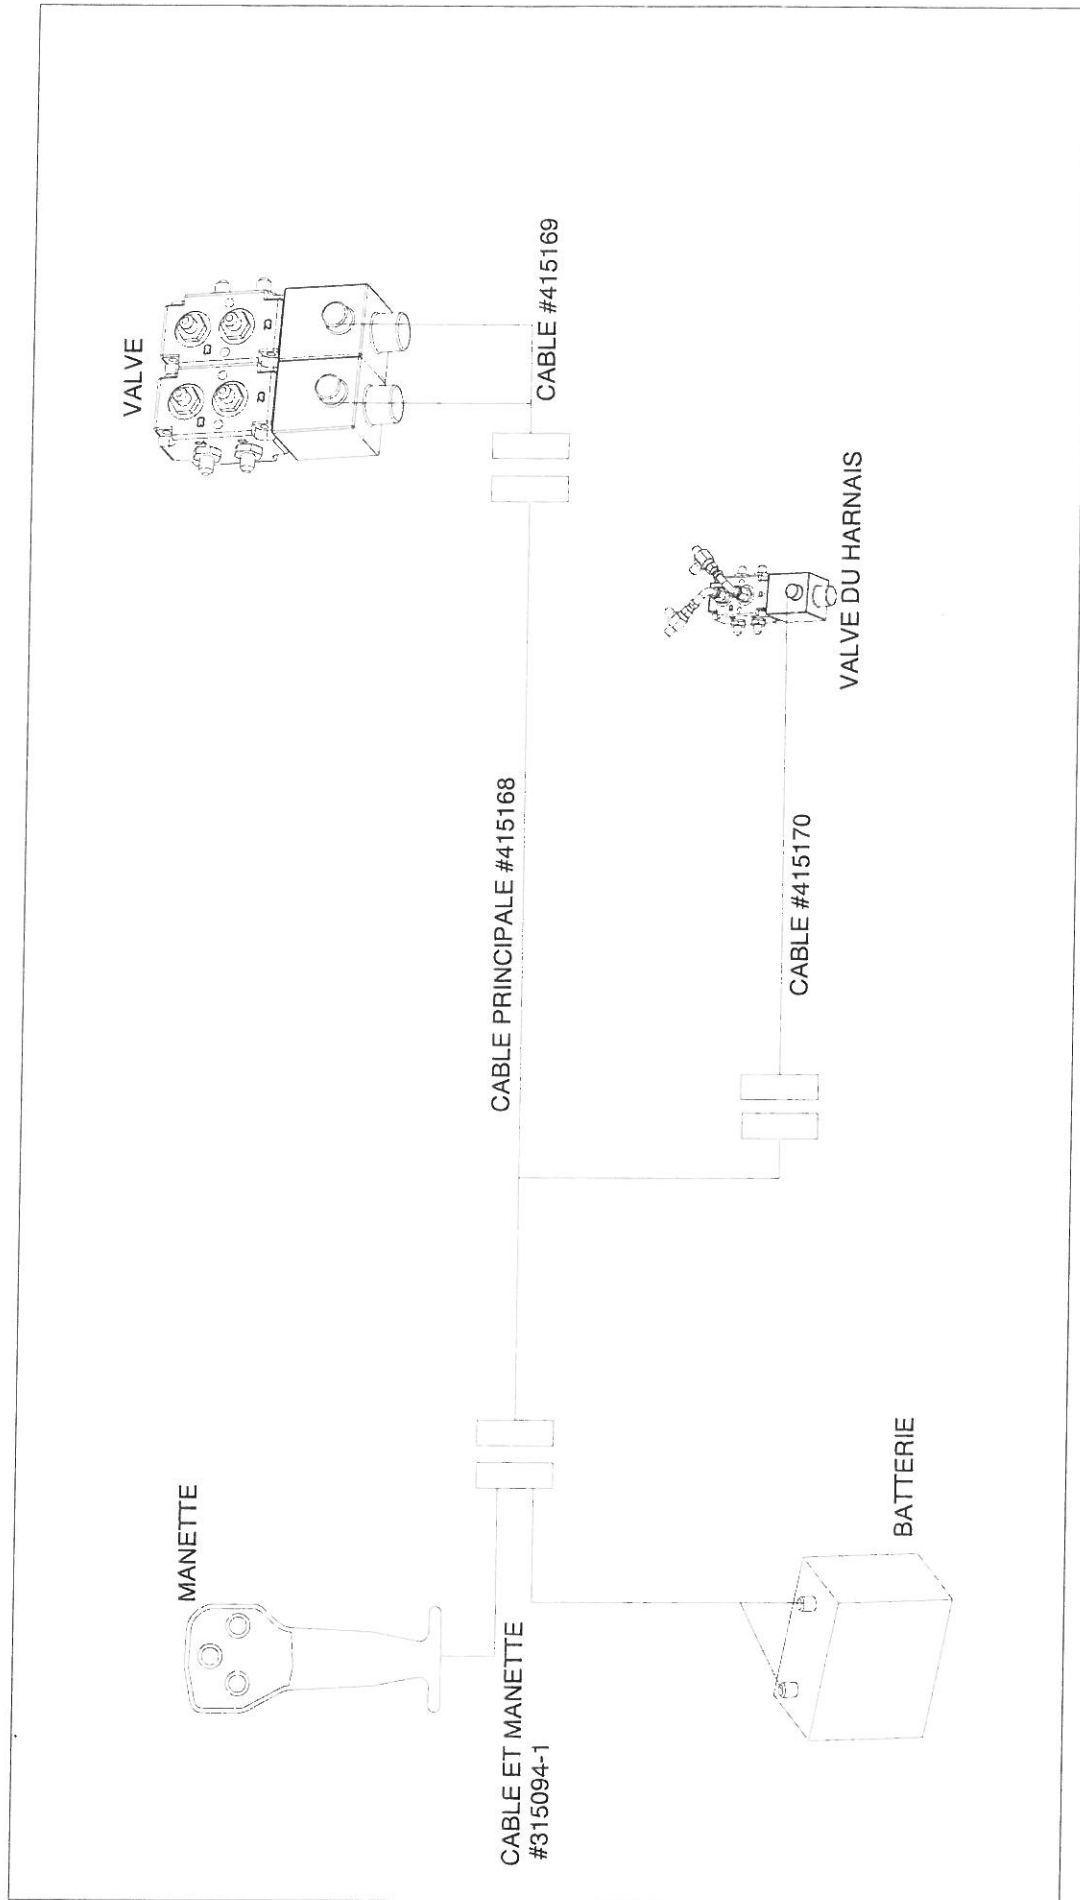 MANETTE
VALVE
CABLE ET MANETTE
#315094-1
CABLE PRINCIPALE #415168
CABLE #415169
BATTERIE
CABLE #415170
VALVE DU HARNAIS